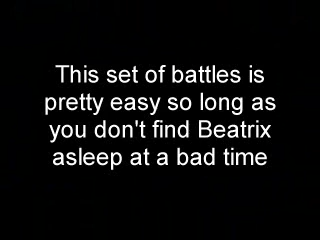 This set of battles is
pretty easy so long as
you don't find Beatrix
asleep at a bad time